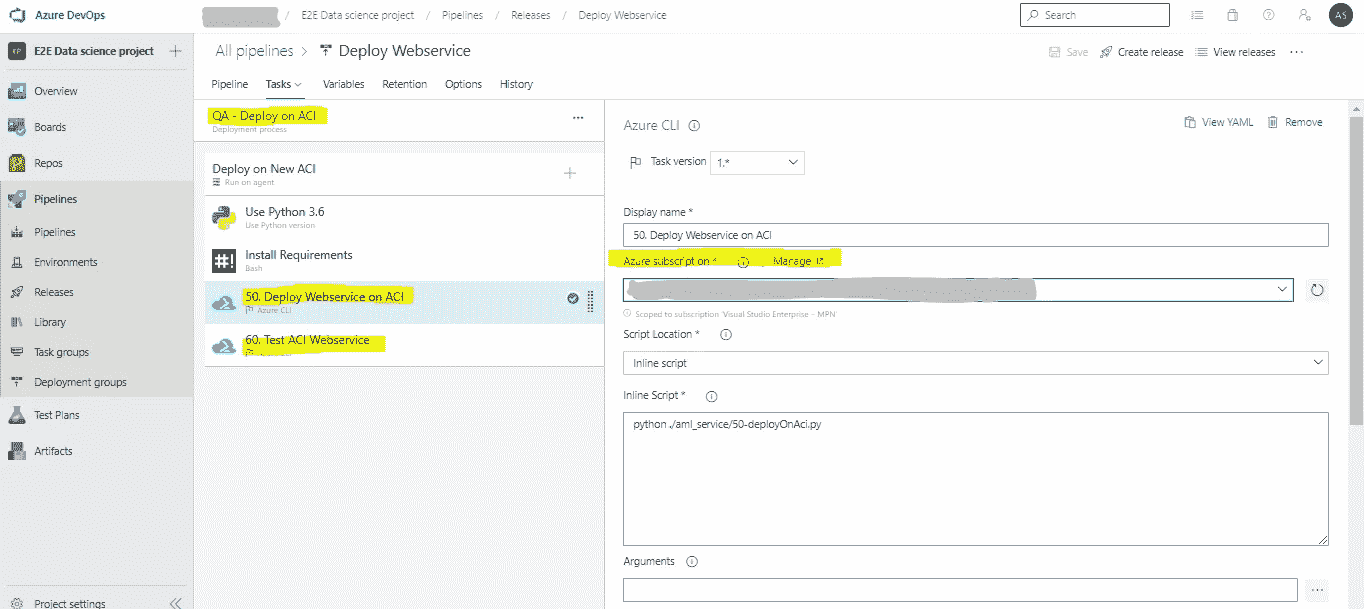 Azure DevOps
/ E2E Data science project / Pipelines / Releases / Deploy Webservice
Search
AS
EP
E2E Data science project
All pipelines > Deploy Webservice
Save
Create release
View releases
Pipeline
Tasks
Variables
Retention
Options
History
Overview
Boards
Repos
Pipelines
Pipelines
Environments
Releases
Library
Task groups
Deployment groups
Test Plans
Artifacts
Project settings
QA - Deploy on ACI
Deployment process
Deploy on New ACI
Run on agent
Use Python 3.6
Use Python version
Install Requirements
Bash
50. Deploy Webservice on ACI
Azure CLI
60. Test ACI Webservice
Azure CLI
View YAML
Remove
Task version
1.*
Display name *
50. Deploy Webservice on ACI
Azure subscription *
Manage
Scoped to subscription 'Visual Studio Enterprise – MPN'
Script Location *
Inline script
Inline Script *
python ./aml_service/50-deployOnAci.py
Arguments